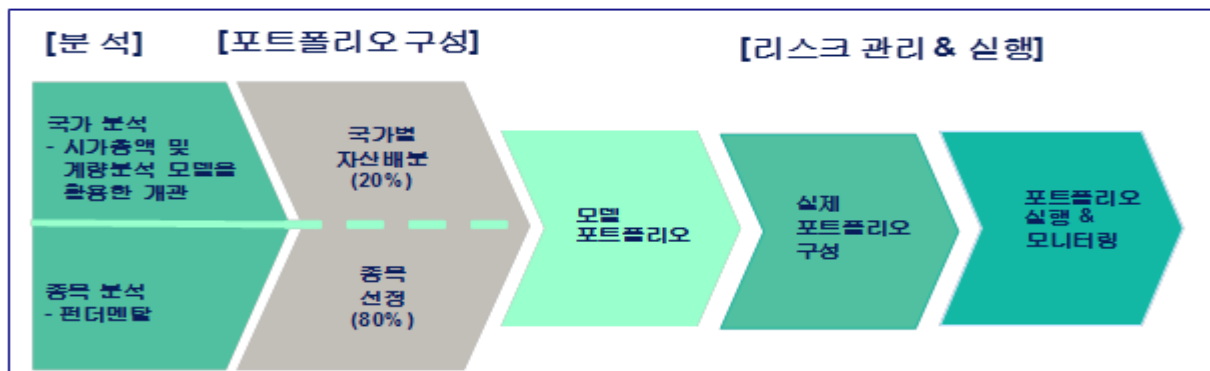 [분 석]
[포트폴리오 구성]
[리스크 관리 & 실행]
국가 분석
- 시가총액 및
계량분석 모델을
활용한 개관
국가별
자산배분
(20%)
종목 분석
- 펀더멘탈
종목
선정
(80%)
모델
포트폴리오
실제
포트폴리오
구성
포트폴리오
실행 &
모니터링